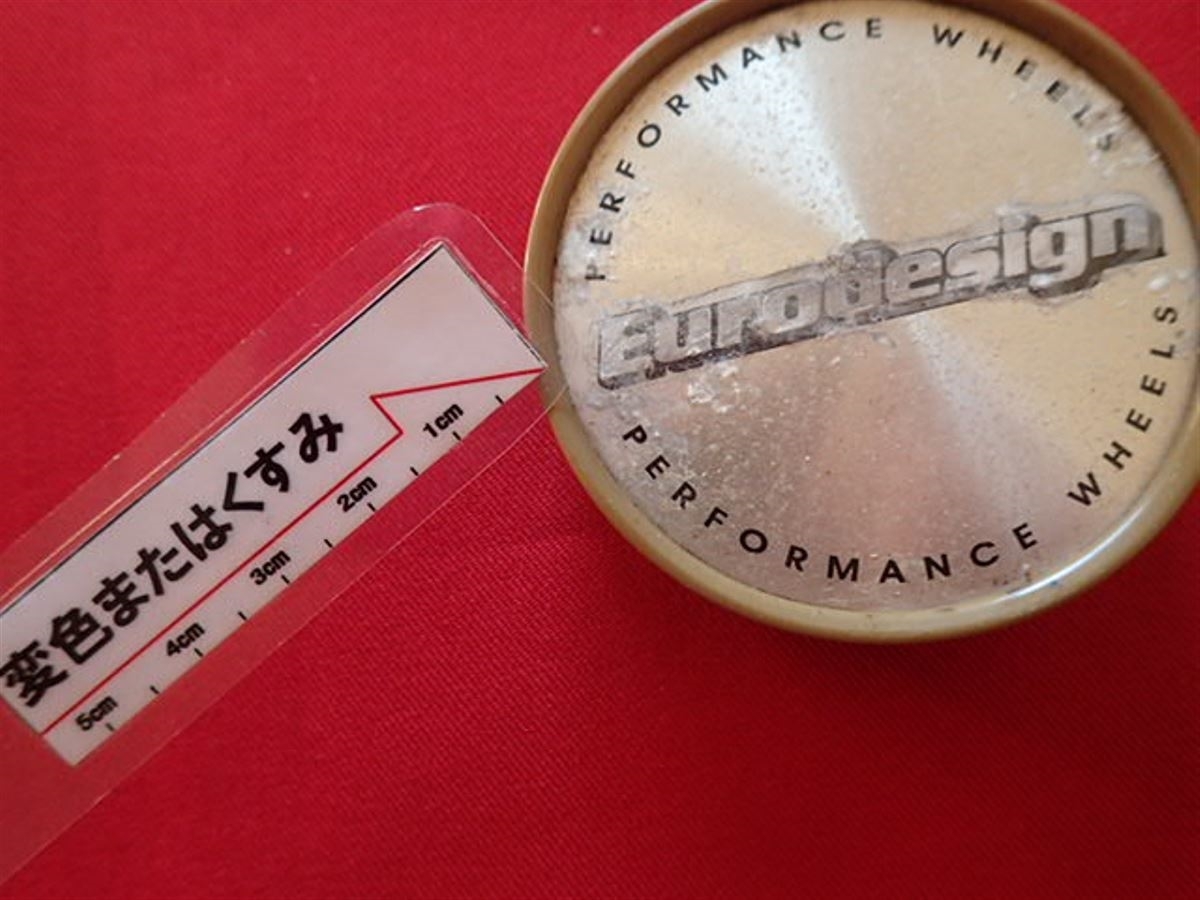 PERFORMANCE WHEELS
Eurodesign
PERFORMANCE WHEELS
変色またはくすみ
1cm
2cm
3cm
4cm
5cm